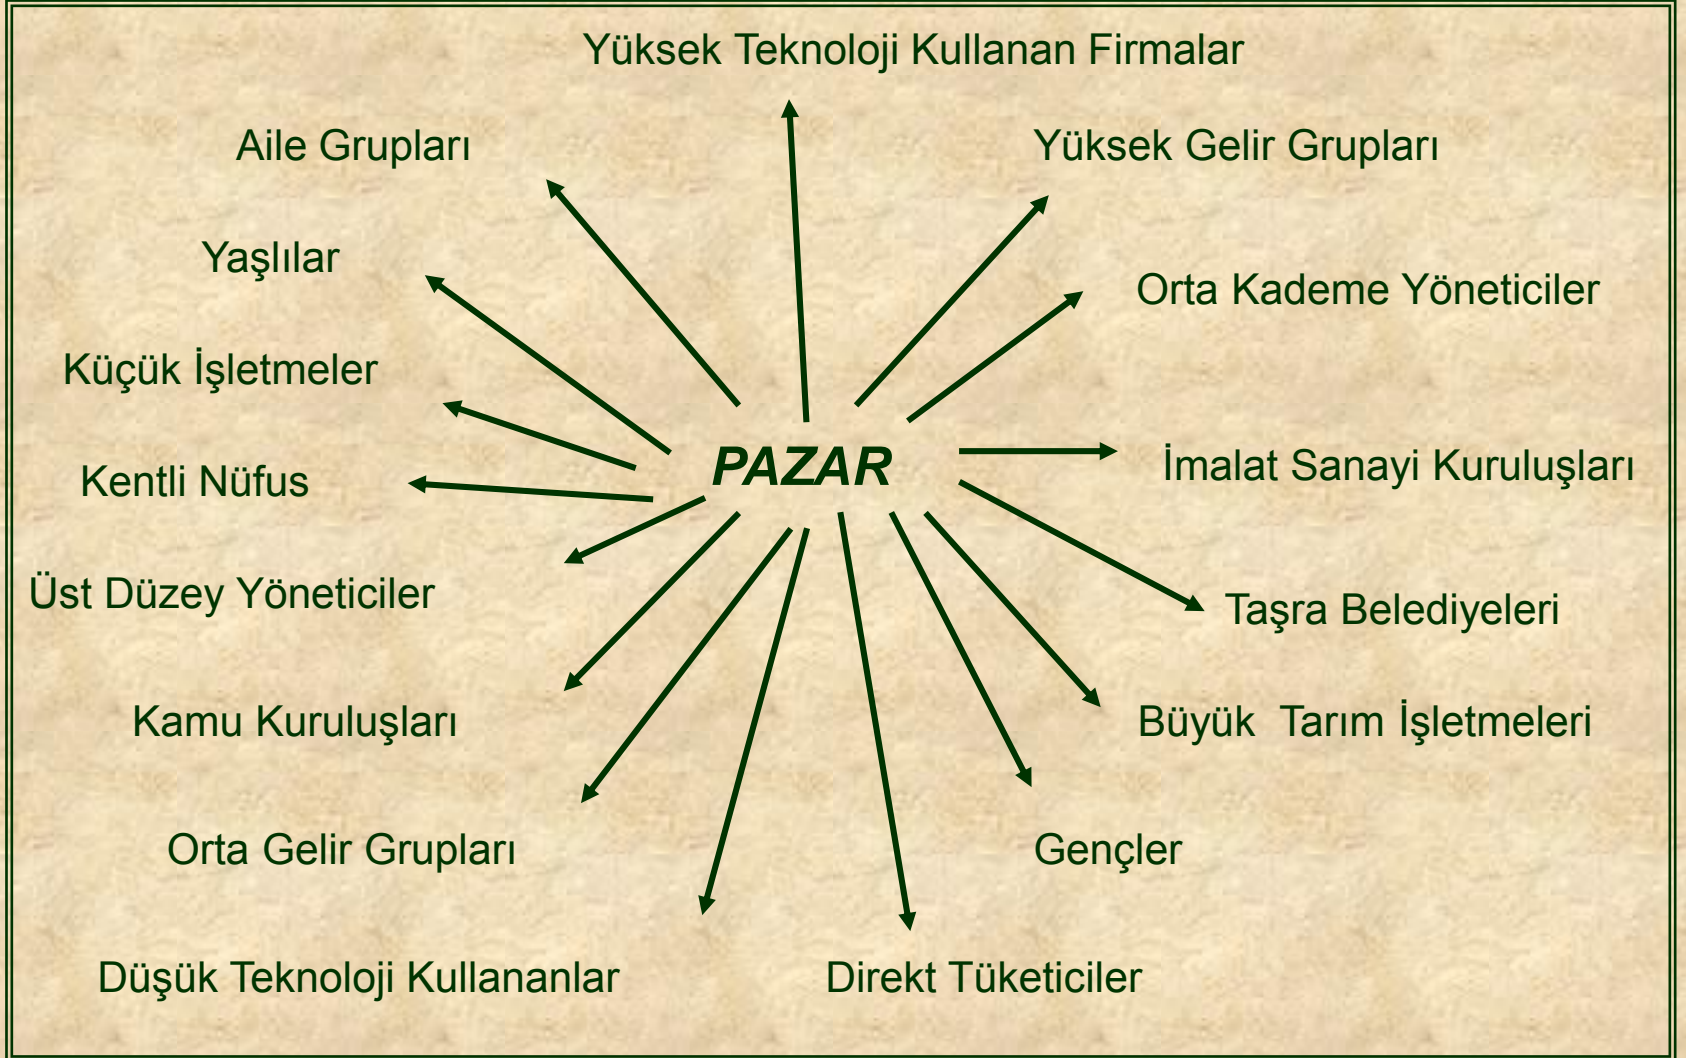 Yüksek Teknoloji Kullanan Firmalar
Aile Grupları
Yüksek Gelir Grupları
Yaşlılar
Orta Kademe Yöneticiler
Küçük İşletmeler
PAZAR
İmalat Sanayi Kuruluşları
Kentli Nüfus
Üst Düzey Yöneticiler
Taşra Belediyeleri
Kamu Kuruluşları
Büyük  Tarım İşletmeleri
Orta Gelir Grupları
Gençler
Düşük Teknoloji Kullananlar
Direkt Tüketiciler